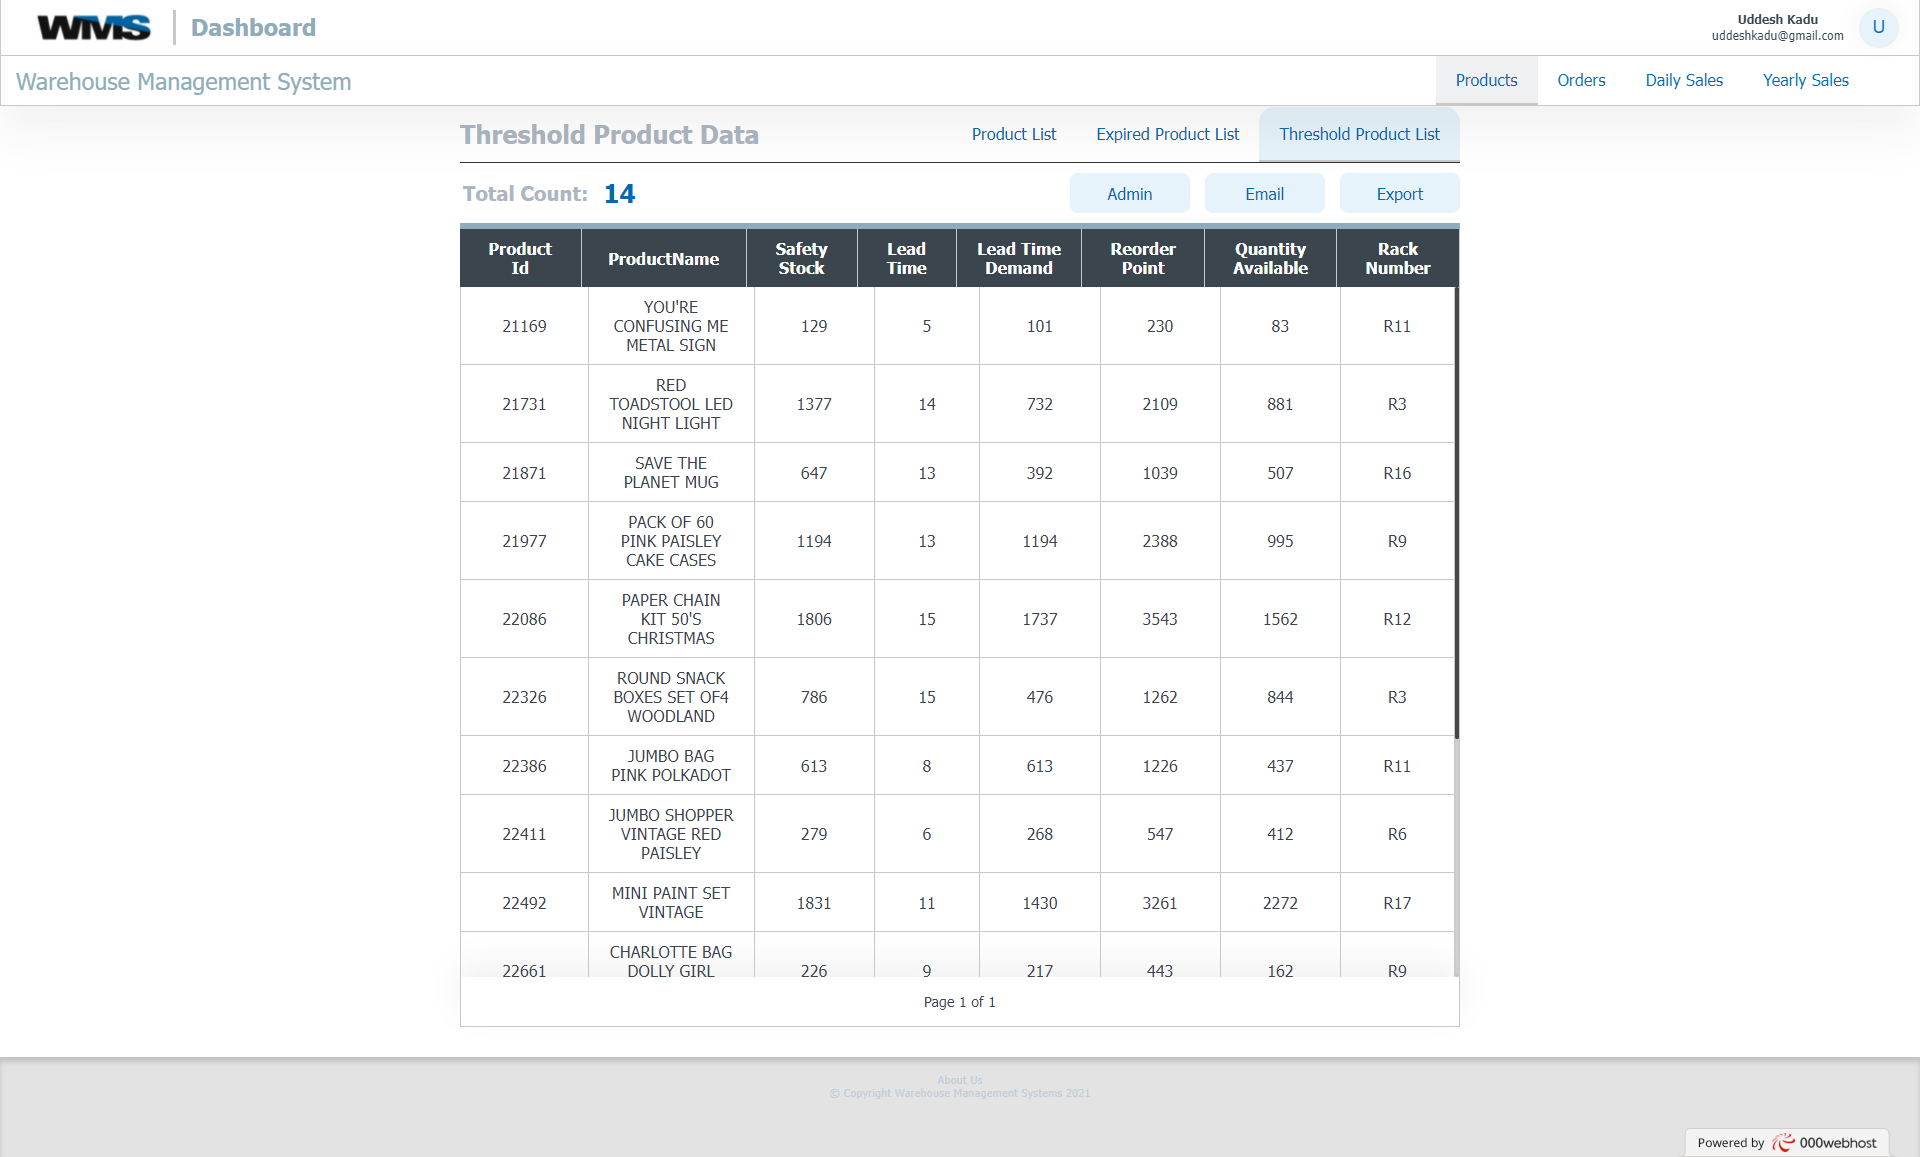 WMS Dashboard
Uddesh Kadu
uddeshkadu@gmail.com
U
Warehouse Management System
Products Orders Daily Sales Yearly Sales
Threshold Product Data
Product List Expired Product List Threshold Product List
Total Count: 14
Admin Email Export
Product Id ProductName Safety Stock Lead Time Lead Time Demand Reorder Point Quantity Available Rack Number
21169 YOU'RE CONFUSING ME METAL SIGN 129 5 101 230 83 R11
21731 RED TOADSTOOL LED NIGHT LIGHT 1377 14 732 2109 881 R3
21871 SAVE THE PLANET MUG 647 13 392 1039 507 R16
21977 PACK OF 60 PINK PAISLEY CAKE CASES 1194 13 1194 2388 995 R9
22086 PAPER CHAIN KIT 50'S CHRISTMAS 1806 15 1737 3543 1562 R12
22326 ROUND SNACK BOXES SET OF4 WOODLAND 786 15 476 1262 844 R3
22386 JUMBO BAG PINK POLKADOT 613 8 613 1226 437 R11
22411 JUMBO SHOPPER VINTAGE RED PAISLEY 279 6 268 547 412 R6
22492 MINI PAINT SET VINTAGE 1831 11 1430 3261 2272 R17
22661 CHARLOTTE BAG DOLLY GIRL 226 9 217 443 162 R9
Page 1 of 1
About Us
© Copyright Warehouse Management Systems 2021
Powered by 000webhost